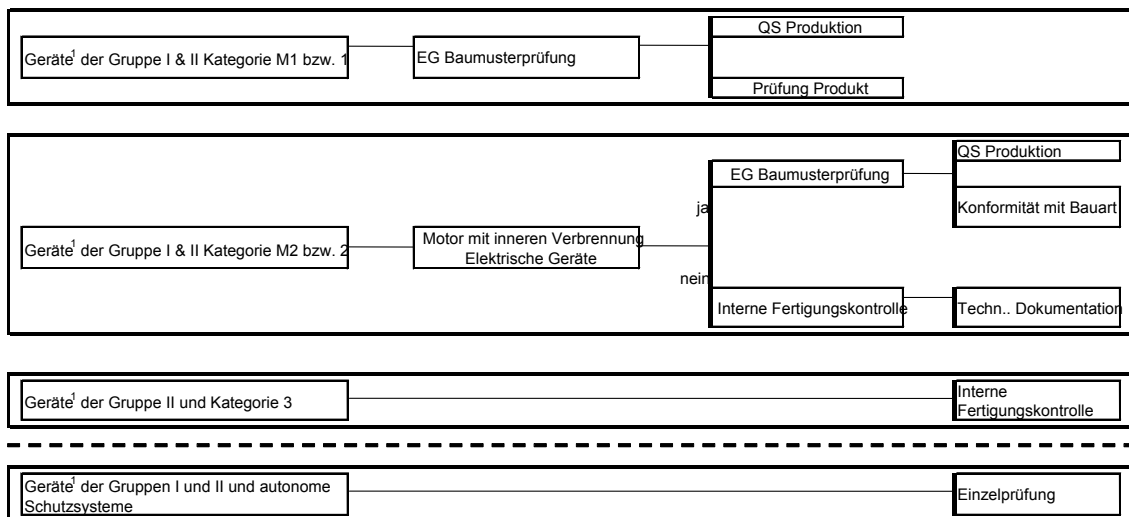 QS Produktion
Geräte¹ der Gruppe I & II Kategorie M1 bzw. 1
EG Baumusterprüfung
Prüfung Produkt
QS Produktion
EG Baumusterprüfung
ja
Konformität mit Bauart
Geräte¹ der Gruppe I & II Kategorie M2 bzw. 2
Motor mit inneren Verbrennung
Elektrische Geräte
nein
Interne Fertigungskontrolle
Techn.. Dokumentation
Geräte¹ der Gruppe II und Kategorie 3
Interne
Fertigungskontrolle
Geräte¹ der Gruppen I und II und autonome
Schutzsysteme
Einzelprüfung